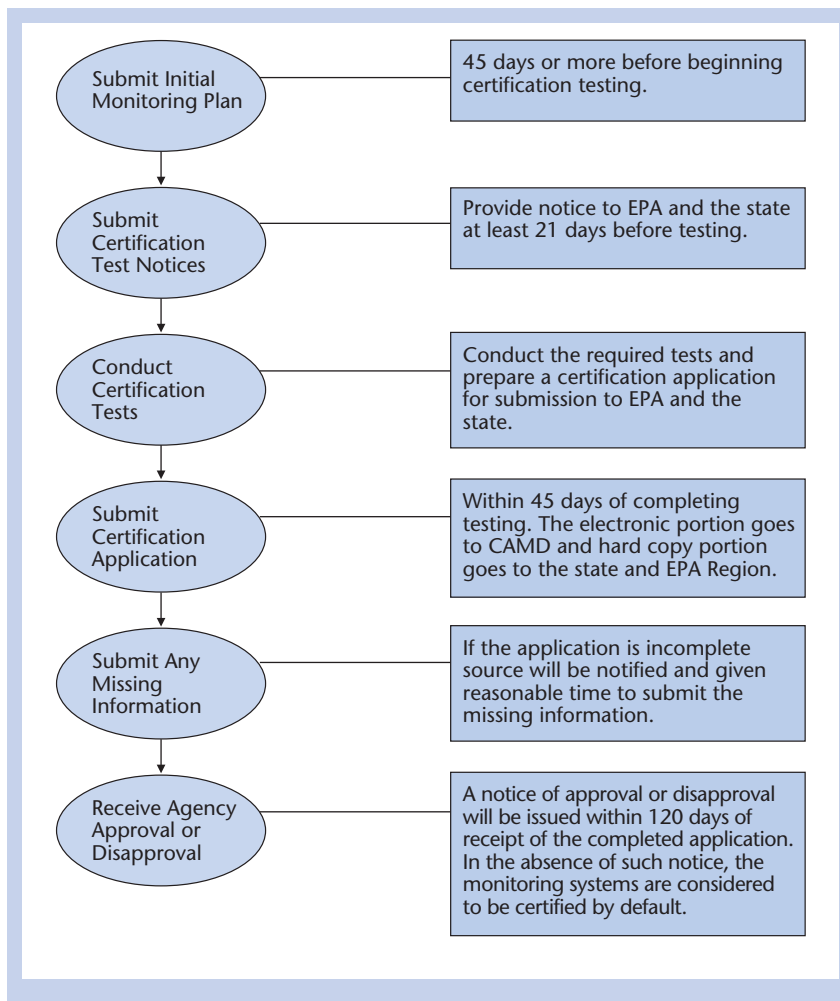 Submit Initial
Monitoring Plan
45 days or more before beginning
certification testing.
Submit
Certification
Test Notices
Provide notice to EPA and the state
at least 21 days before testing.
Conduct
Certification
Tests
Conduct the required tests and
prepare a certification application
for submission to EPA and the
state.
Submit
Certification
Application
Within 45 days of completing
testing. The electronic portion goes
to CAMD and hard copy portion
goes to the state and EPA Region.
Submit Any
Missing
Information
If the application is incomplete
source will be notified and given
reasonable time to submit the
missing information.
Receive Agency
Approval or
Disapproval
A notice of approval or disapproval
will be issued within 120 days of
receipt of the completed application.
In the absence of such notice, the
monitoring systems are considered
to be certified by default.